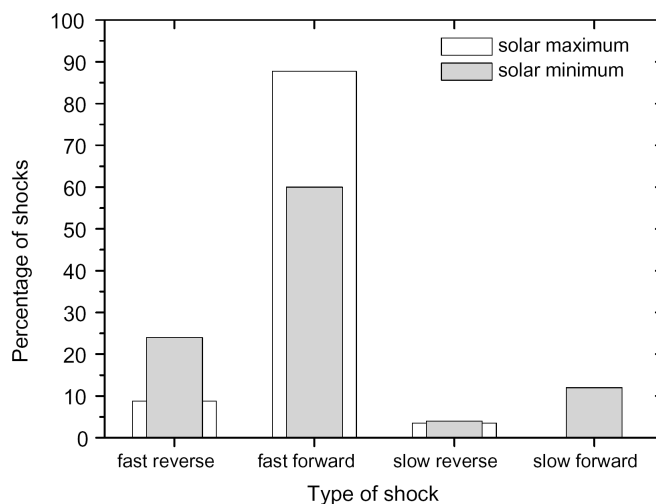 solar maximum
solar minimum
Percentage of shocks
100
90
80
70
60
50
40
30
20
10
0
fast reverse
fast forward
slow reverse
slow forward
Type of shock